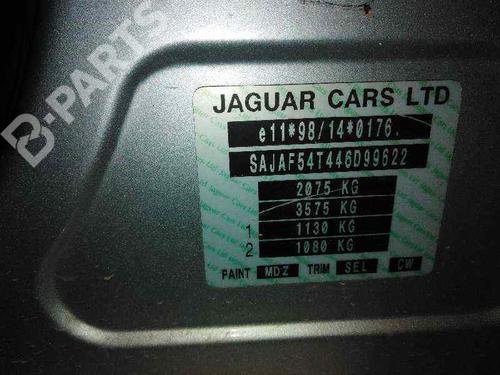 B-PARTS
JAGUAR CARS LTD
e11*98/14*0176.
SAJAF54T446D99622
2075 KG
3575 KG
1 1130 KG
2 1080 KG
PAINT MDZ TRIM SEL CW